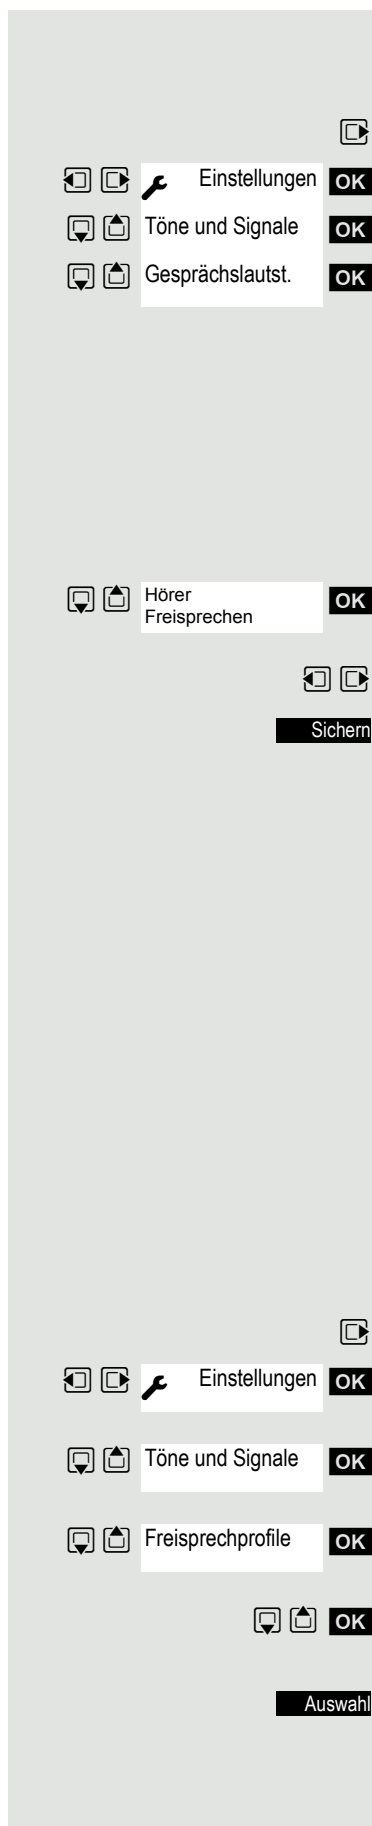 Einstellungen OK
Töne und Signale OK
Gesprächslautst. OK
Hörer
Freisprechen OK
Sichern
Einstellungen OK
Töne und Signale OK
Freisprechprofile OK
OK
Auswahl